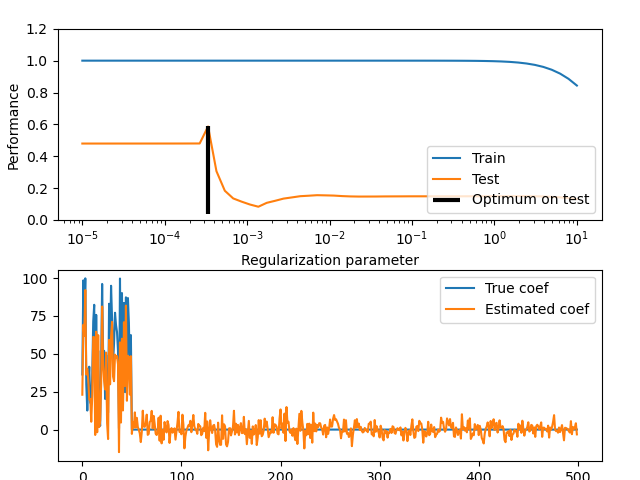 1.2
1.0
0.8
0.6
0.4
0.2
0.0
Performance
Train
Test
Optimum on test
10⁻⁵ 10⁻⁴ 10⁻³ 10⁻² 10⁻¹ 10⁰ 10¹
Regularization parameter
100
75
50
25
0
True coef
Estimated coef
0 100 200 300 400 500